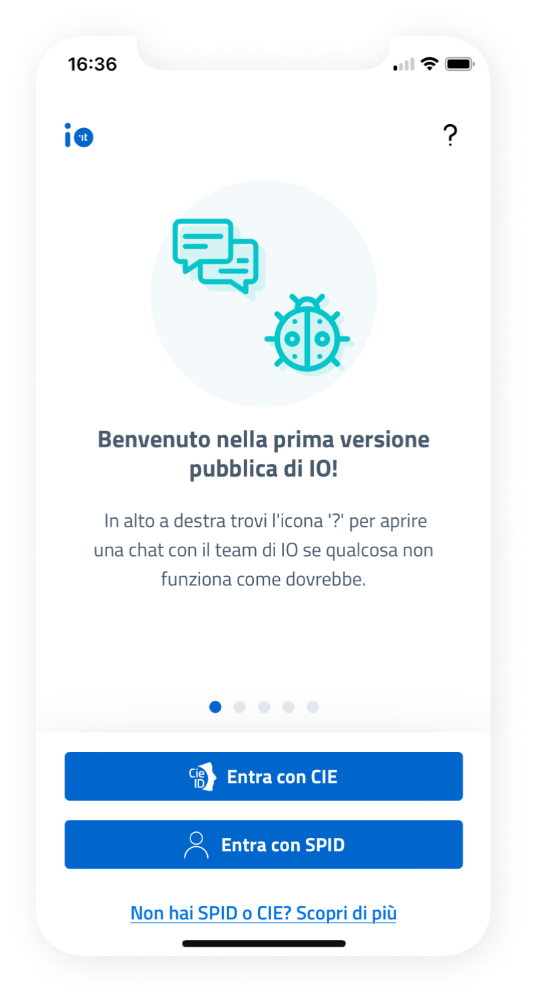 16:36
io it
?
Benvenuto nella prima versione
pubblica di IO!
In alto a destra trovi l'icona '?' per aprire
una chat con il team di IO se qualcosa non
funziona come dovrebbe.
Cie
ID
Entra con CIE
Entra con SPID
Non hai SPID o CIE? Scopri di più